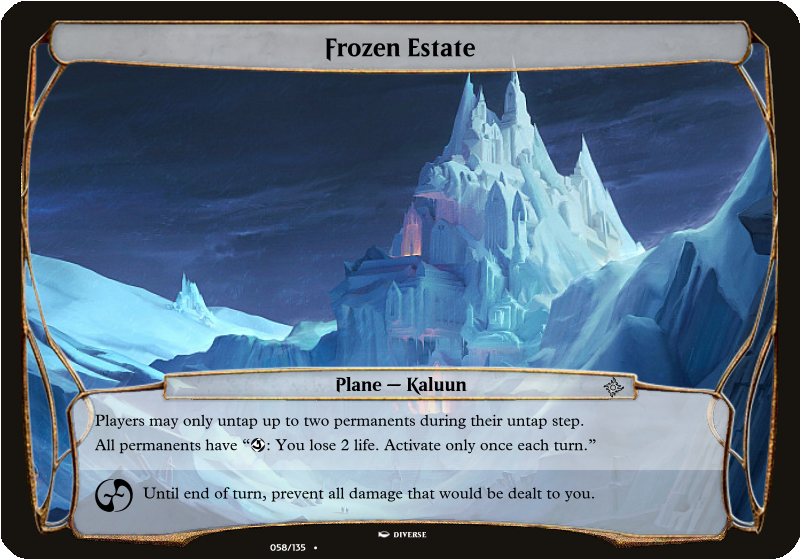 Frozen Estate
Plane — Kaluun
Players may only untap up to two permanents during their untap step.
All permanents have “: You lose 2 life. Activate only once each turn.”
Until end of turn, prevent all damage that would be dealt to you.
DIVERSE
058/135 •